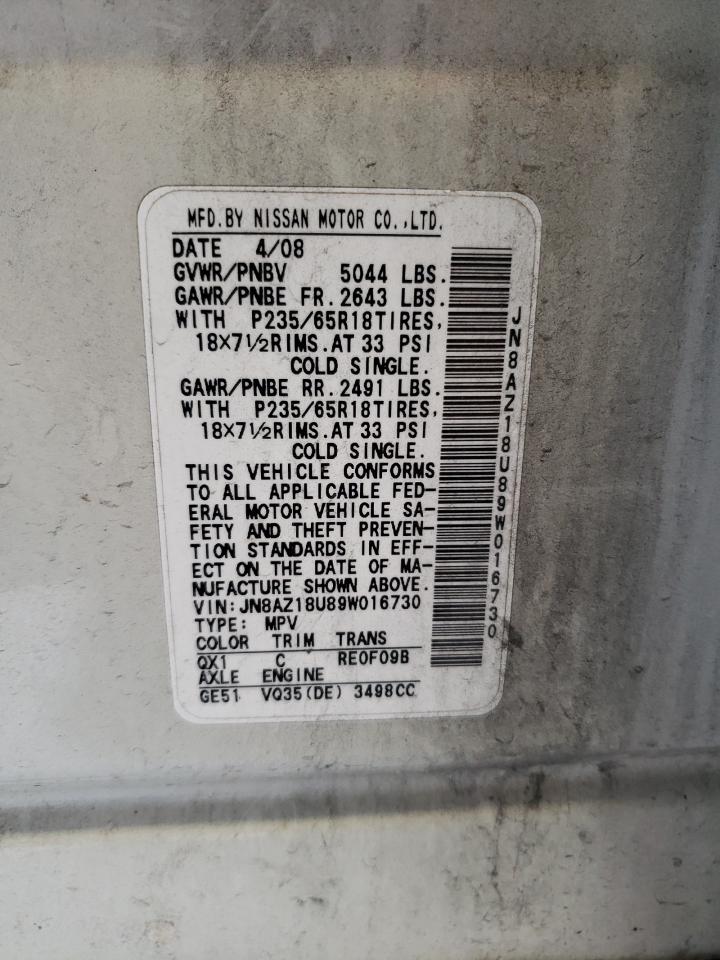 MFD.BY NISSAN MOTOR CO.,LTD.
DATE 4/08
GVWR/PNBV 5044 LBS.
GAWR/PNBE FR.2643 LBS.
WITH P235/65R18TIRES,
18×7½RIMS.AT 33 PSI
COLD SINGLE.
GAWR/PNBE RR.2491 LBS.
WITH P235/65R18TIRES,
18×7½RIMS.AT 33 PSI
COLD SINGLE.
THIS VEHICLE CONFORMS
TO ALL APPLICABLE FED-
ERAL MOTOR VEHICLE SA-
FETY AND THEFT PREVEN-
TION STANDARDS IN EFF-
ECT ON THE DATE OF MA-
NUFACTURE SHOWN ABOVE.
VIN:JN8AZ18U89W016730
TYPE: MPV
COLOR TRIM TRANS
QX1 C RE0F09B
AXLE ENGINE
GE51 VQ35(DE) 3498CC
JN8AZ18U89W016730